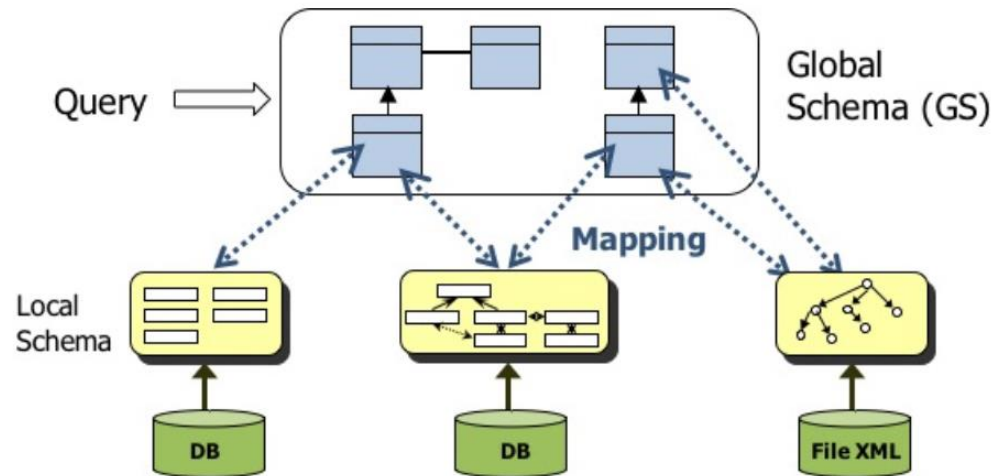 Query
Global
Schema (GS)
Mapping
Local
Schema
DB
DB
File XML